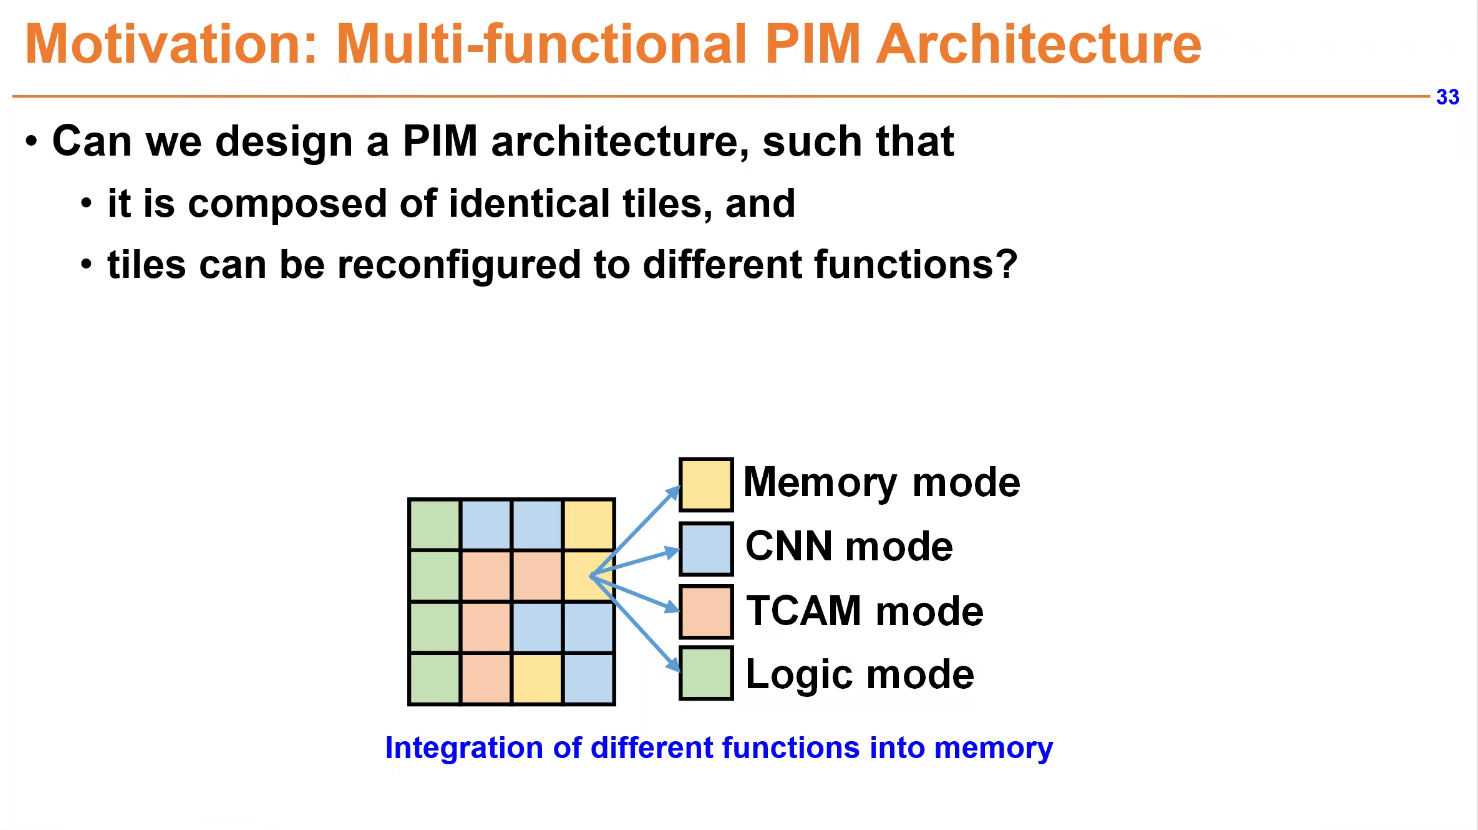 Motivation: Multi-functional PIM Architecture
33
• Can we design a PIM architecture, such that
• it is composed of identical tiles, and
• tiles can be reconfigured to different functions?
Memory mode
CNN mode
TCAM mode
Logic mode
Integration of different functions into memory